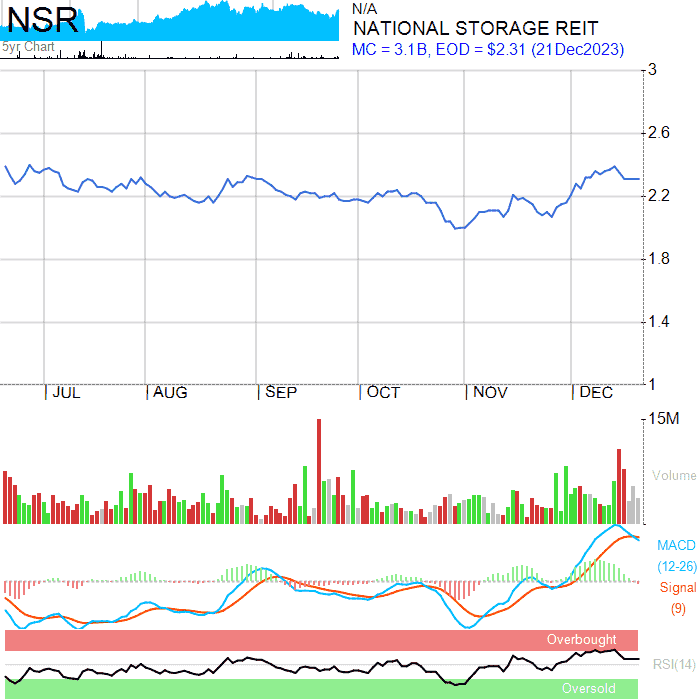 NSR
5yr Chart
N/A
NATIONAL STORAGE REIT
MC = 3.1B, EOD = $2.31 (21Dec2023)
3
2.6
2.2
1.8
1.4
1
JUL
AUG
SEP
OCT
NOV
DEC
15M
Volume
MACD
(12-26)
Signal
(9)
Overbought
RSI(14)
Oversold